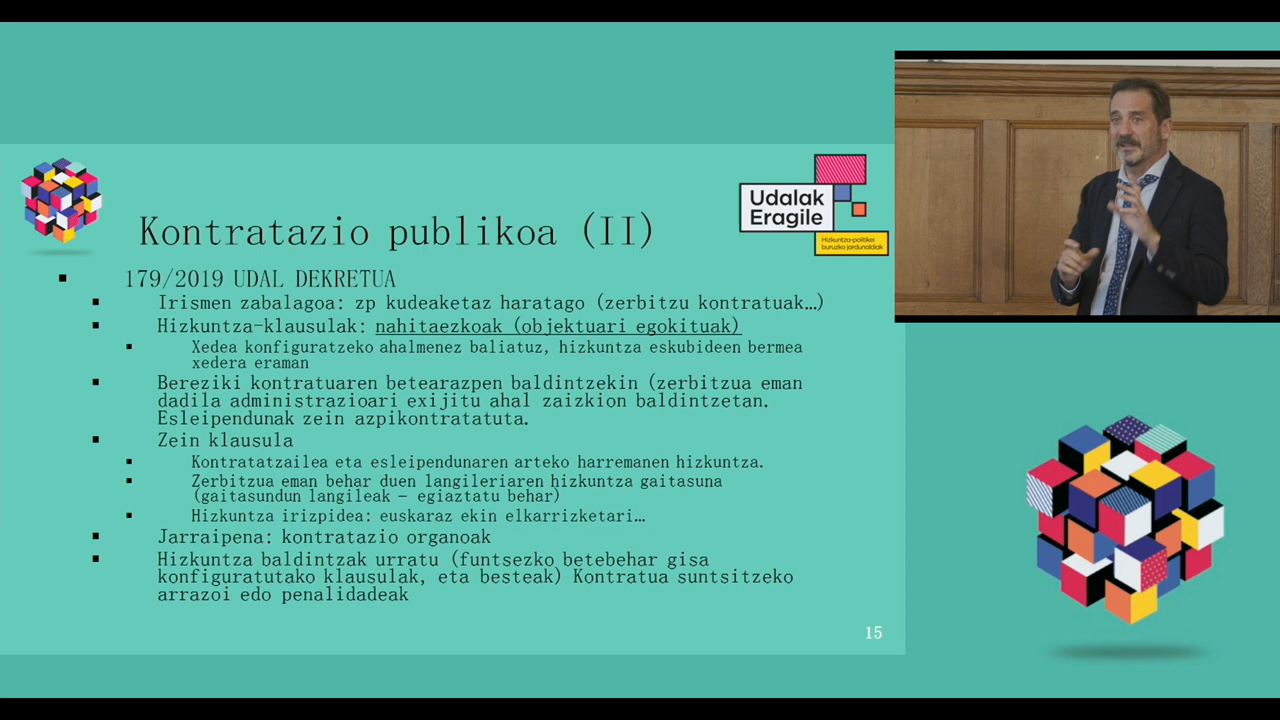 Udalak
Eragile
Hizkuntza-politikei
buruzko jardunaldiak
Kontratazio publikoa (II)
▪ 179/2019 UDAL DEKRETUA
▪ Irismen zabalagoa: zp kudeaketaz haratago (zerbitzu kontratuak…)
▪ Hizkuntza-klausulak: nahitaezkoak (objektuari egokituak)
▪ Xedea konfiguratzeko ahalmenez baliatuz, hizkuntza eskubideen bermea
xedera eraman
▪ Bereziki kontratuaren betearazpen baldintzekin (zerbitzua eman
dadila administrazioari exijitu ahal zaizkion baldintzetan.
Esleipendunak zein azpikontratatuta.
▪ Zein klausula
▪ Kontratatzailea eta esleipendunaren arteko harremanen hizkuntza.
▪ Zerbitzua eman behar duen langileriaren hizkuntza gaitasuna
(gaitasundun langileak – egiaztatu behar)
▪ Hizkuntza irizpidea: euskaraz ekin elkarrizketari…
▪ Jarraipena: kontratazio organoak
▪ Hizkuntza baldintzak urratu (funtsezko betebehar gisa
konfiguratutako klausulak, eta besteak) Kontratua suntsitzeko
arrazoi edo penalidadeak
15